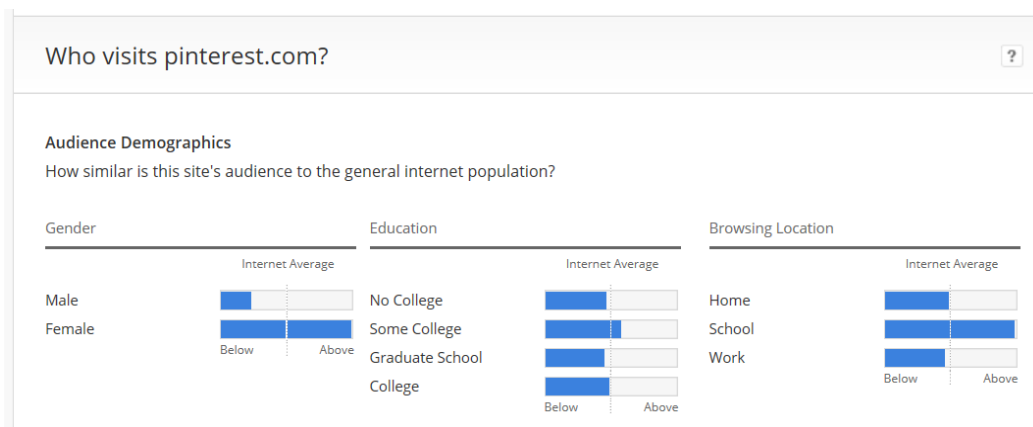 Who visits pinterest.com?
?
Audience Demographics
How similar is this site's audience to the general internet population?
Gender
Internet Average
Male
Female
Below Above
Education
Internet Average
No College
Some College
Graduate School
College
Below Above
Browsing Location
Internet Average
Home
School
Work
Below Above